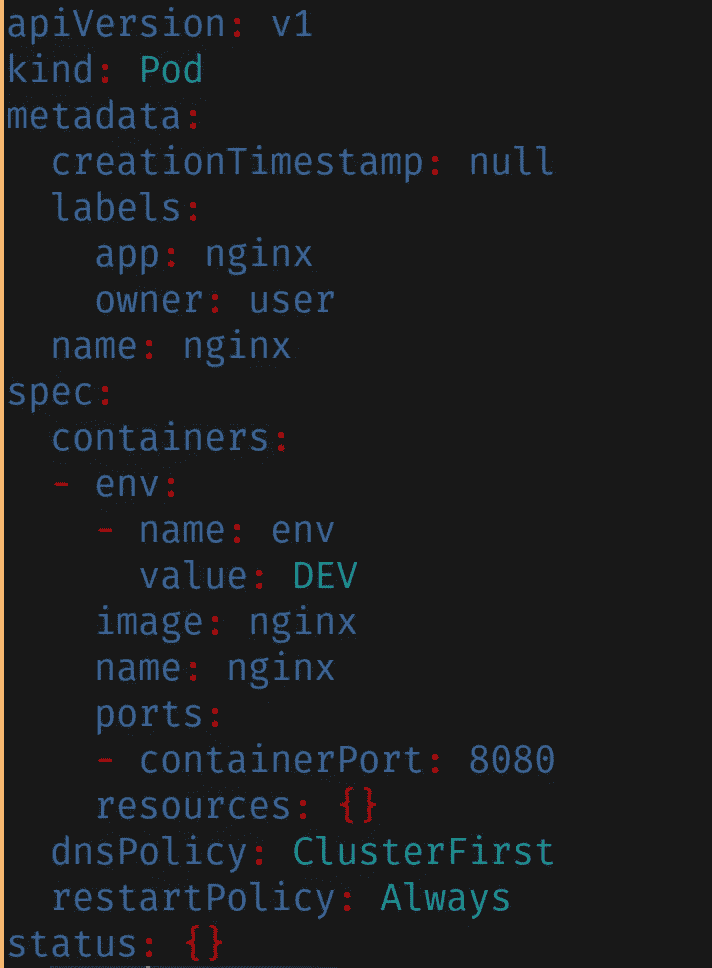 apiVersion: v1
kind: Pod
metadata:
  creationTimestamp: null
  labels:
    app: nginx
    owner: user
  name: nginx
spec:
  containers:
  - env:
    - name: env
      value: DEV
    image: nginx
    name: nginx
    ports:
    - containerPort: 8080
    resources: {}
  dnsPolicy: ClusterFirst
  restartPolicy: Always
status: {}